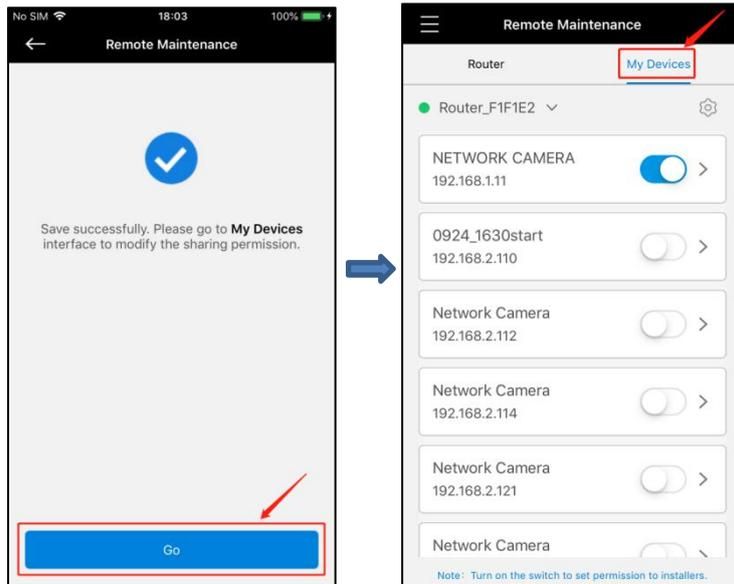 No SIM 18:03 100%
Remote Maintenance
Save successfully. Please go to My Devices
interface to modify the sharing permission.
Go
Remote Maintenance
Router My Devices
Router_F1F1E2
NETWORK CAMERA
192.168.1.11
0924_1630start
192.168.2.110
Network Camera
192.168.2.112
Network Camera
192.168.2.114
Network Camera
192.168.2.121
Network Camera
Note: Turn on the switch to set permission to installers.